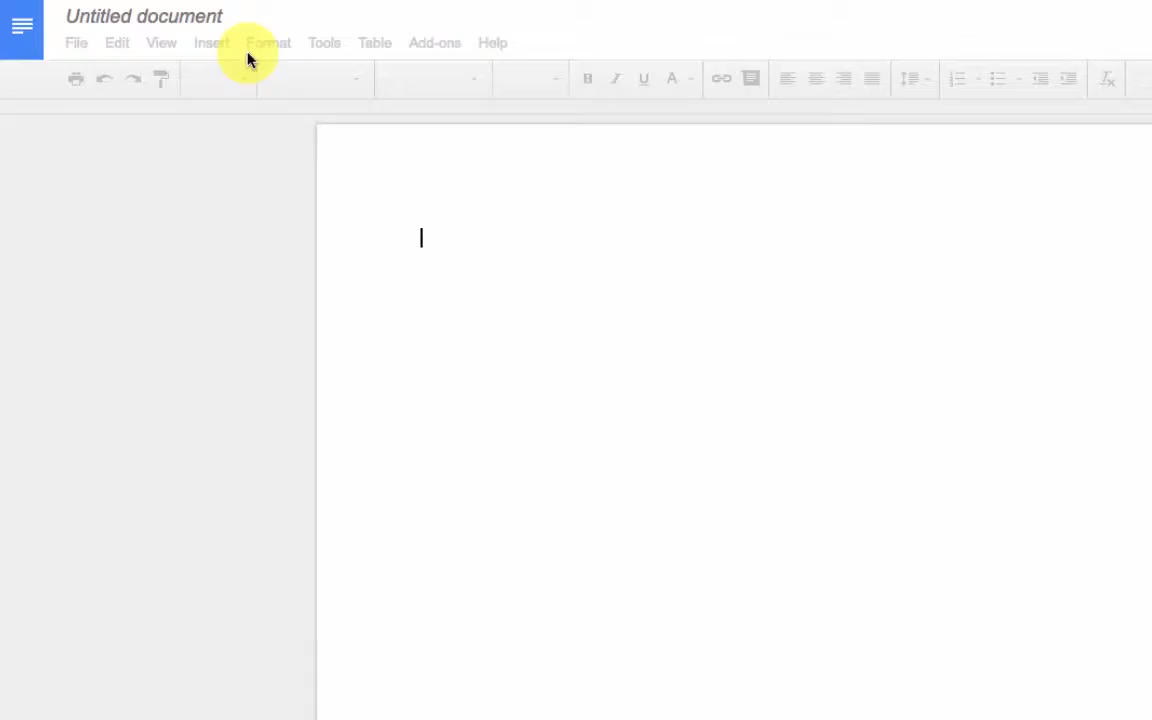 Untitled document
File Edit View Insert Format Tools Table Add-ons Help
B I U A